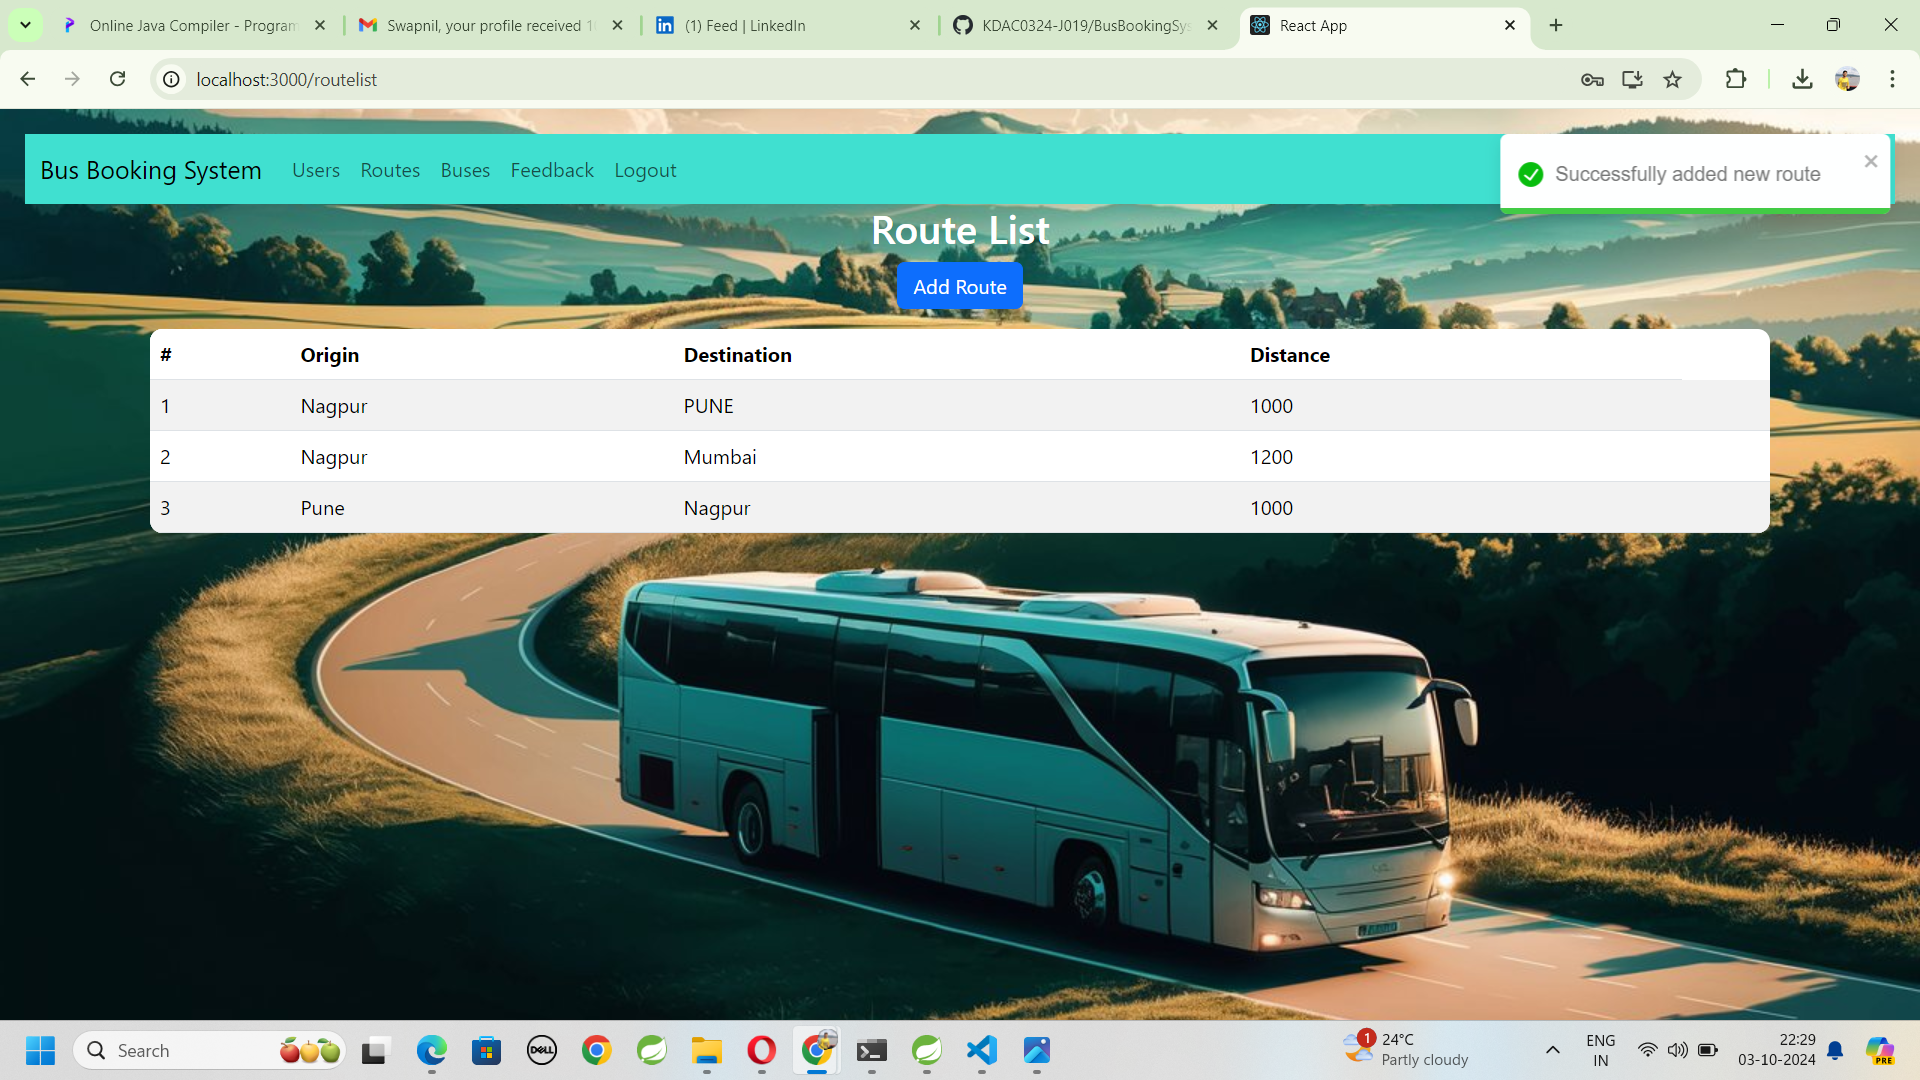 Online Java Compiler - Program
Swapnil, your profile received 1
(1) Feed | LinkedIn
KDAC0324-J019/BusBookingSys
React App
localhost:3000/routelist
Bus Booking System
Users
Routes
Buses
Feedback
Logout
Successfully added new route
Route List
Add Route
# Origin Destination Distance
1 Nagpur PUNE 1000
2 Nagpur Mumbai 1200
3 Pune Nagpur 1000
Search
DELL
1
24°C
Partly cloudy
ENG
IN
22:29
03-10-2024
PRE